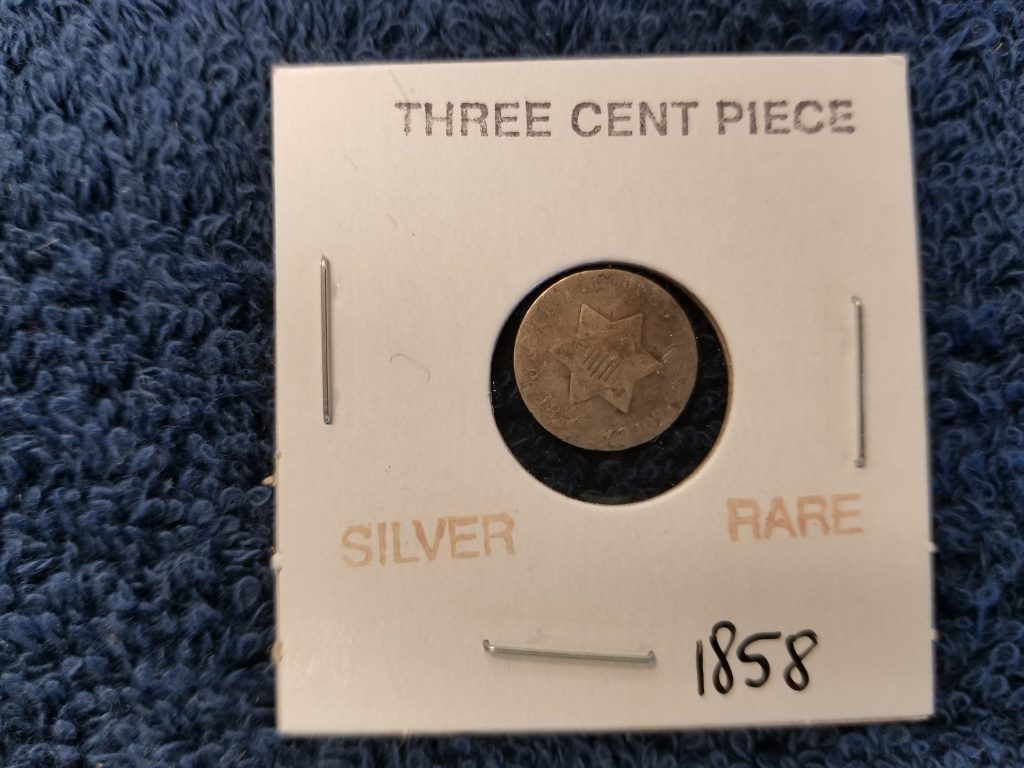 THREE CENT PIECE
SILVER
RARE
1858